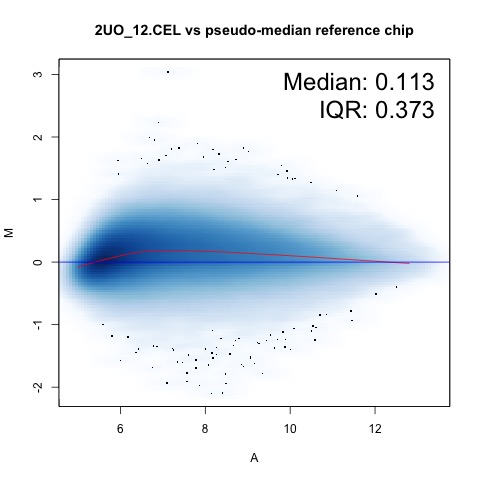 2UO_12.CEL vs pseudo-median reference chip
Median: 0.113
IQR: 0.373
3
2
1
0
-1
-2
M
6 8 10 12
A